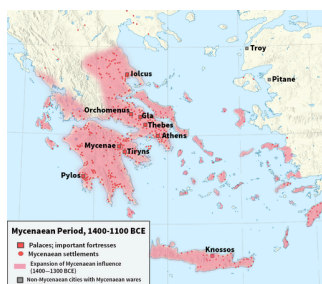 Troy
Pitane
Iolcus
Orchomenus
Gla
Thebes
Athens
Mycenae
Tiryns
Pylos
Knossos
Mycenaean Period, 1400-1100 BCE
Palaces; important fortresses
Mycenaean settlements
Expansion of Mycenaean influence
(1400—1300 BCE)
Non-Mycenaean cities with Mycenaean wares